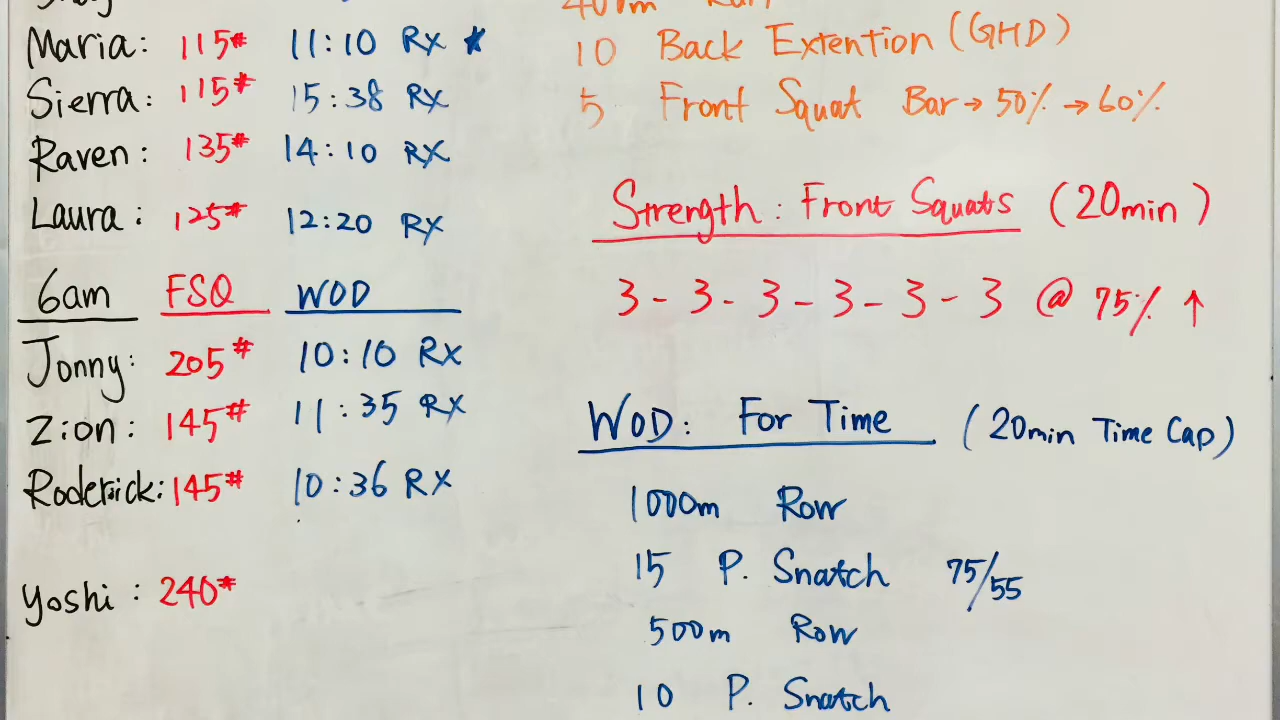 Maria: 115# 11:10 Rx *
Sierra: 115# 15:38 Rx
Raven: 135# 14:10 Rx
Laura: 125# 12:20 Rx
6am FSQ WOD
Jonny: 205# 10:10 Rx
Zion: 145# 11:35 Rx
Roderick: 145# 10:36 Rx
Yoshi: 240#
400m Run
10 Back Extention (GHD)
5 Front Squat Bar → 50% → 60%
Strength: Front Squats (20min)
3 - 3 - 3 - 3 - 3 - 3 @ 75% ↑
WOD: For Time (20min Time Cap)
1000m Row
15 P. Snatch 75/55
500m Row
10 P. Snatch